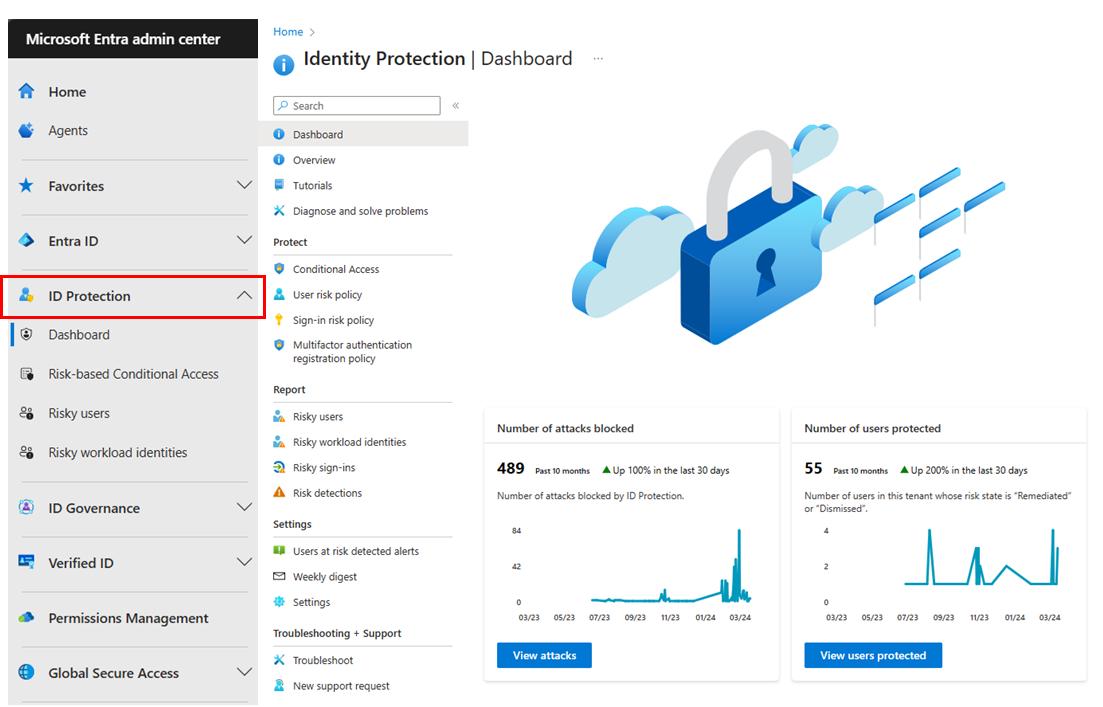 Microsoft Entra admin center
Home
Agents
Favorites
Entra ID
ID Protection
Dashboard
Risk-based Conditional Access
Risky users
Risky workload identities
ID Governance
Verified ID
Permissions Management
Global Secure Access
Home >
Identity Protection | Dashboard ...
Search «
Dashboard
Overview
Tutorials
Diagnose and solve problems
Protect
Conditional Access
User risk policy
Sign-in risk policy
Multifactor authentication
registration policy
Report
Risky users
Risky workload identities
Risky sign-ins
Risk detections
Settings
Users at risk detected alerts
Weekly digest
Settings
Troubleshooting + Support
Troubleshoot
New support request
Number of attacks blocked
489 Past 10 months ▲ Up 100% in the last 30 days
Number of attacks blocked by ID Protection.
84
42
0
03/23 05/23 07/23 09/23 11/23 01/24 03/24
View attacks
Number of users protected
55 Past 10 months ▲ Up 200% in the last 30 days
Number of users in this tenant whose risk state is “Remediated”
or “Dismissed”.
4
2
0
03/23 05/23 07/23 09/23 11/23 01/24 03/24
View users protected